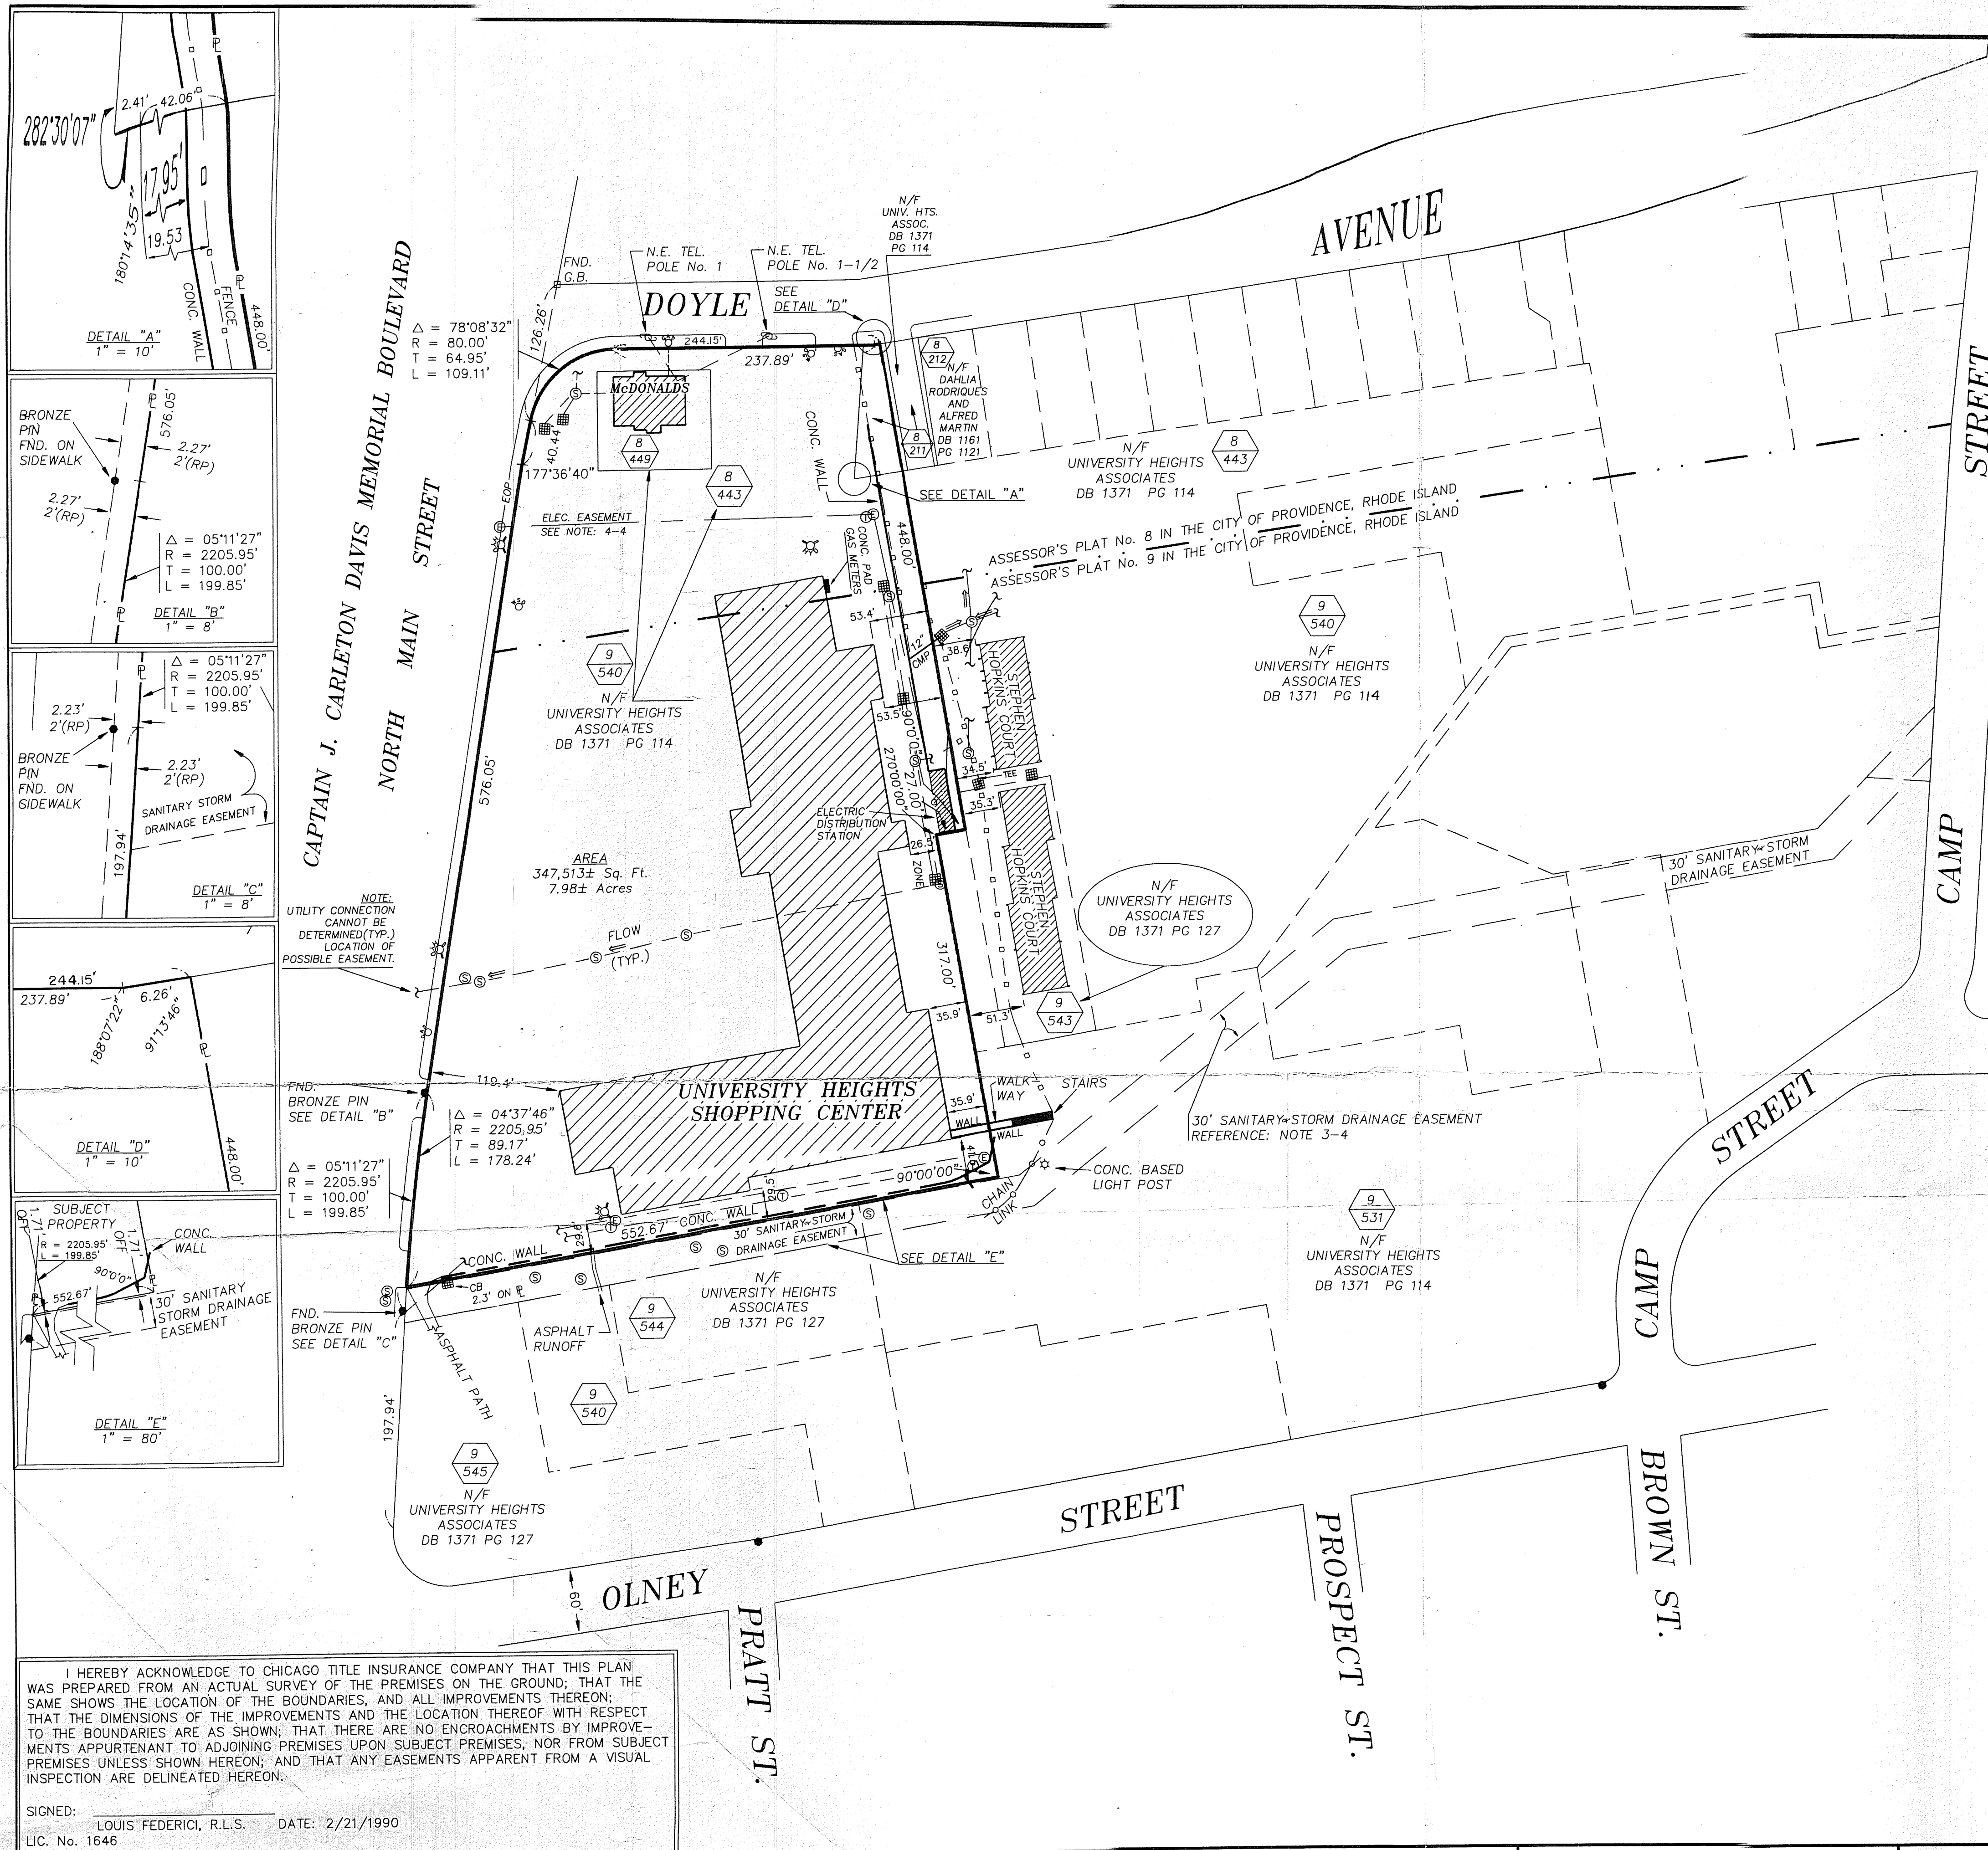 282°30'07"
2.41'
42.06'
17.95'
19.53
180°14'35"
CONC. WALL
FENCE
448.00'
DETAIL "A"
1" = 10'
BRONZE
PIN
FND. ON
SIDEWALK
576.05'
2.27'
2'(RP)
2.27'
2'(RP)
Δ = 05°11'27"
R = 2205.95'
T = 100.00'
L = 199.85'
DETAIL "B"
1" = 8'
Δ = 05°11'27"
R = 2205.95'
T = 100.00'
L = 199.85'
2.23'
2'(RP)
BRONZE
PIN
FND. ON
SIDEWALK
2.23'
2'(RP)
SANITARY STORM
DRAINAGE EASEMENT
197.94'
DETAIL "C"
1" = 8'
244.15'
237.89'
6.26'
188°07'22"
91°13'46"
448.00'
DETAIL "D"
1" = 10'
SUBJECT
PROPERTY
1.71'
OFF
R = 2205.95'
L = 199.85'
1.71'
OFF
CONC.
WALL
90°0'0"
552.67'
30' SANITARY
STORM DRAINAGE
EASEMENT
DETAIL "E"
1" = 80'
CAPTAIN J. CARLETON DAVIS MEMORIAL BOULEVARD
NORTH MAIN STREET
DOYLE
AVENUE
FND.
G.B.
N.E. TEL.
POLE No. 1
N.E. TEL.
POLE No. 1-1/2
SEE
DETAIL "D"
N/F
UNIV. HTS.
ASSOC.
DB 1371
PG 114
Δ = 78°08'32"
R = 80.00'
T = 64.95'
L = 109.11'
126.26'
244.15'
237.89'
McDONALDS
40.44'
177°36'40"
8
449
8
443
8
212
N/F
DAHLIA
RODRIQUES
AND
ALFRED
MARTIN
DB 1161
PG 1121
8
211
CONC. WALL
SEE DETAIL "A"
N/F
UNIVERSITY HEIGHTS
ASSOCIATES
DB 1371 PG 114
8
443
EOP
ELEC. EASEMENT
SEE NOTE: 4-4
CONC. PAD
GAS METERS
448.00'
ASSESSOR'S PLAT No. 8 IN THE CITY OF PROVIDENCE, RHODE ISLAND
ASSESSOR'S PLAT No. 9 IN THE CITY OF PROVIDENCE, RHODE ISLAND
53.4'
12"
CMP
38.6'
STEPHEN
HOPKINS COURT
9
540
N/F
UNIVERSITY HEIGHTS
ASSOCIATES
DB 1371 PG 114
9
540
N/F
UNIVERSITY HEIGHTS
ASSOCIATES
DB 1371 PG 114
53.5'
90°0'0"
27.00'
270°00'00"
34.5'
TEE
35.3'
576.05'
ELECTRIC
DISTRIBUTION
STATION
26.5'
ZONE
STEPHEN
HOPKINS COURT
AREA
347,513± Sq. Ft.
7.98± Acres
N/F
UNIVERSITY HEIGHTS
ASSOCIATES
DB 1371 PG 127
30' SANITARY & STORM
DRAINAGE EASEMENT
NOTE:
UTILITY CONNECTION
CANNOT BE
DETERMINED(TYP.)
LOCATION OF
POSSIBLE EASEMENT.
FLOW
(TYP.)
317.00'
35.9'
51.3'
9
543
FND.
BRONZE PIN
SEE DETAIL "B"
119.4'
UNIVERSITY HEIGHTS
SHOPPING CENTER
Δ = 04°37'46"
R = 2205.95'
T = 89.17'
L = 178.24'
WALK-
WAY
STAIRS
35.9'
WALL
WALL
30' SANITARY & STORM DRAINAGE EASEMENT
REFERENCE: NOTE 3-4
Δ = 05°11'27"
R = 2205.95'
T = 100.00'
L = 199.85'
90°00'00"
CONC. BASED
LIGHT POST
CHAIN
LINK
29.5'
29.6'
552.67'
CONC. WALL
30' SANITARY & STORM
DRAINAGE EASEMENT
SEE DETAIL "E"
CONC. WALL
CB
2.3' ON PL
9
531
N/F
UNIVERSITY HEIGHTS
ASSOCIATES
DB 1371 PG 114
N/F
UNIVERSITY HEIGHTS
ASSOCIATES
DB 1371 PG 127
9
544
FND.
BRONZE PIN
SEE DETAIL "C"
ASPHALT
RUNOFF
ASPHALT PATH
9
540
197.94'
9
545
N/F
UNIVERSITY HEIGHTS
ASSOCIATES
DB 1371 PG 127
STREET
CAMP
STREET
CAMP
OLNEY
STREET
60'
PRATT ST.
PROSPECT ST.
BROWN ST.
I HEREBY ACKNOWLEDGE TO CHICAGO TITLE INSURANCE COMPANY THAT THIS PLAN
WAS PREPARED FROM AN ACTUAL SURVEY OF THE PREMISES ON THE GROUND; THAT THE
SAME SHOWS THE LOCATION OF THE BOUNDARIES, AND ALL IMPROVEMENTS THEREON;
THAT THE DIMENSIONS OF THE IMPROVEMENTS AND THE LOCATION THEREOF WITH RESPECT
TO THE BOUNDARIES ARE AS SHOWN; THAT THERE ARE NO ENCROACHMENTS BY IMPROVE-
MENTS APPURTENANT TO ADJOINING PREMISES UPON SUBJECT PREMISES, NOR FROM SUBJECT
PREMISES UNLESS SHOWN HEREON; AND THAT ANY EASEMENTS APPARENT FROM A VISUAL
INSPECTION ARE DELINEATED HEREON.
SIGNED:
LOUIS FEDERICI, R.L.S. DATE: 2/21/1990
LIC. No. 1646